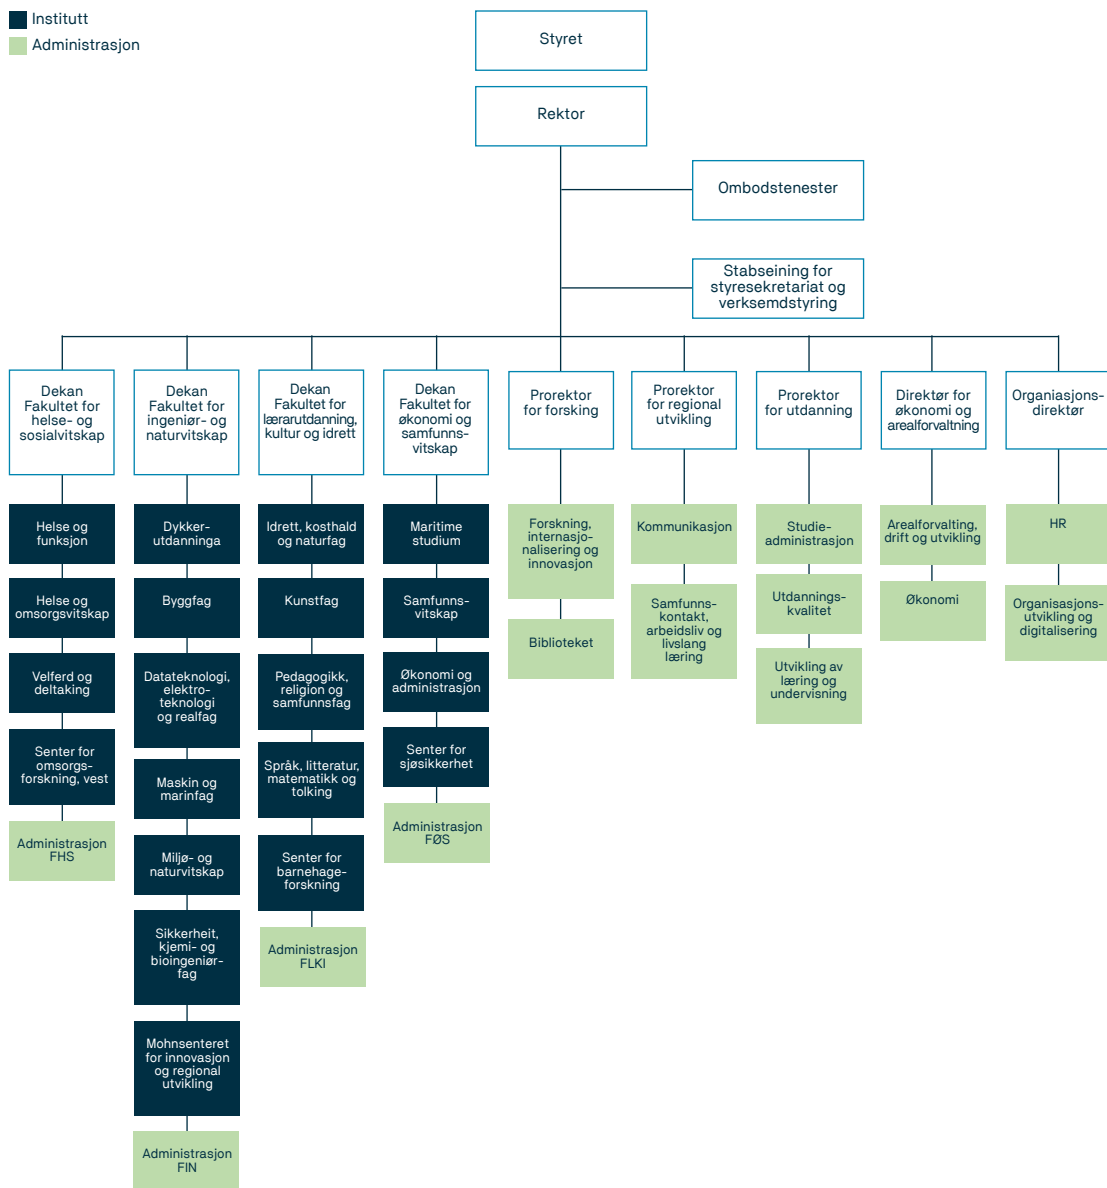 Institutt
Administrasjon
Styret
Rektor
Ombodstenester
Stabseining for
styresekretariat og
verksemdstyring
Dekan
Fakultet for
helse- og
sosialvitskap
Dekan
Fakultet for
ingeniør- og
naturvitskap
Dekan
Fakultet for
lærarutdanning,
kultur og idrett
Dekan
Fakultet for
økonomi og
samfunns-
vitskap
Prorektor
for forsking
Prorektor
for regional
utvikling
Prorektor
for utdanning
Direktør for
økonomi og
arealforvaltning
Organiasjons-
direktør
Helse og
funksjon
Helse og
omsorgsvitskap
Velferd og
deltaking
Senter for
omsorgs-
forskning, vest
Administrasjon
FHS
Dykker-
utdanninga
Byggfag
Datateknologi,
elektro-
teknologi
og realfag
Maskin og
marinfag
Miljø- og
naturvitskap
Sikkerheit,
kjemi- og
bioingeniør-
fag
Mohnsenteret
for innovasjon
og regional
utvikling
Administrasjon
FIN
Idrett, kosthald
og naturfag
Kunstfag
Pedagogikk,
religion og
samfunnsfag
Språk, litteratur,
matematikk og
tolking
Senter for
barnehage-
forskning
Administrasjon
FLKI
Maritime
studium
Samfunns-
vitskap
Økonomi og
administrasjon
Senter for
sjøsikkerhet
Administrasjon
FØS
Forskning,
internasjo-
nalisering og
innovasjon
Biblioteket
Kommunikasjon
Samfunns-
kontakt,
arbeidsliv og
livslang
læring
Studie-
administrasjon
Utdannings-
kvalitet
Utvikling av
læring og
undervisning
Arealforvalting,
drift og utvikling
Økonomi
HR
Organisasjons-
utvikling og
digitalisering